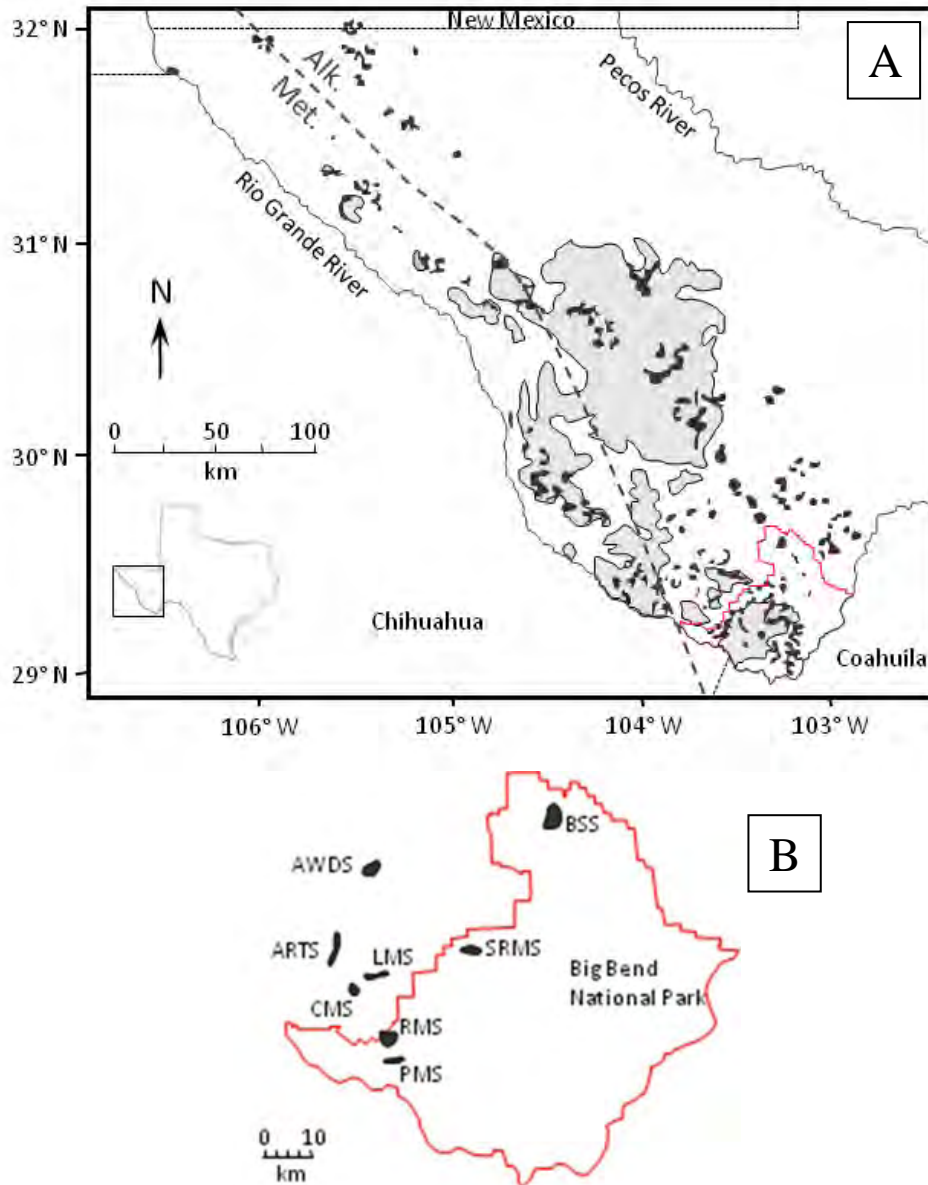 New Mexico
32° N
A
Alk.
Met.
Pecos River
Rio Grande River
31° N
N
0 50 100
km
30° N
Chihuahua
Coahuila
29° N
106° W 105° W 104° W 103° W
BSS
B
AWDS
ARTS
LMS
SRMS
Big Bend
National Park
CMS
RMS
PMS
0 10
km